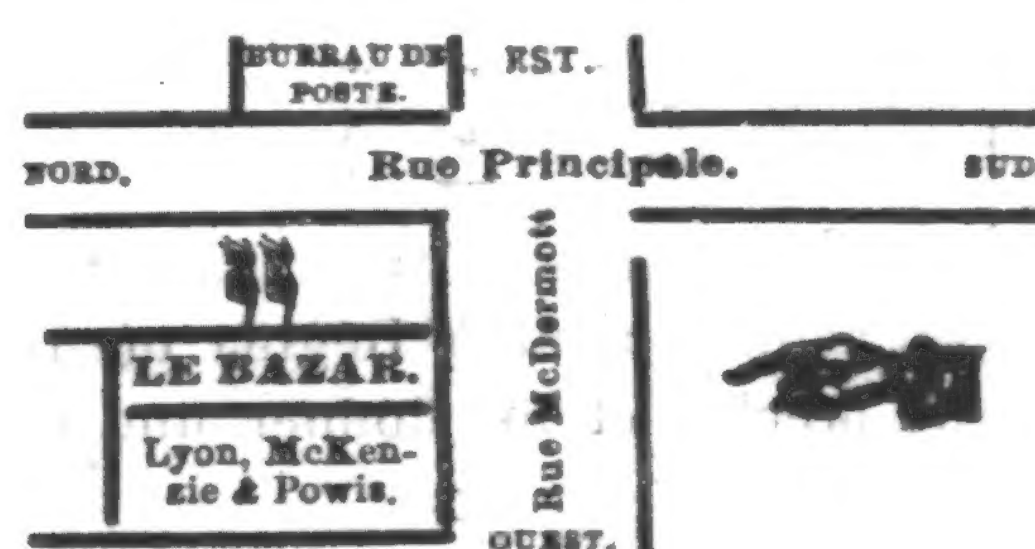 BUREAU DE
POSTE.
EST.
NORD.
Rue Principale.
SUD
Rue McDermott
LE BAZAR.
Lyon, McKen-
zie & Powis.
OUEST.